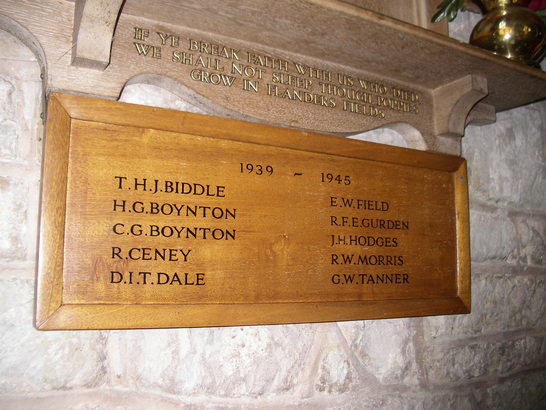 IF YE BREAK FAITH WITH US WHO DIED
WE SHALL NOT SLEEP THOUGH POPPIES
GROW IN FLANDERS FIELDS.
1939 - 1945
T.H.J.BIDDLE
H.G.BOYNTON
C.G.BOYNTON
R.CENEY
D.I.T.DALE
E.W.FIELD
R.F.E.GURDEN
J.H.HODGES
R.W.MORRIS
G.W.TANNER